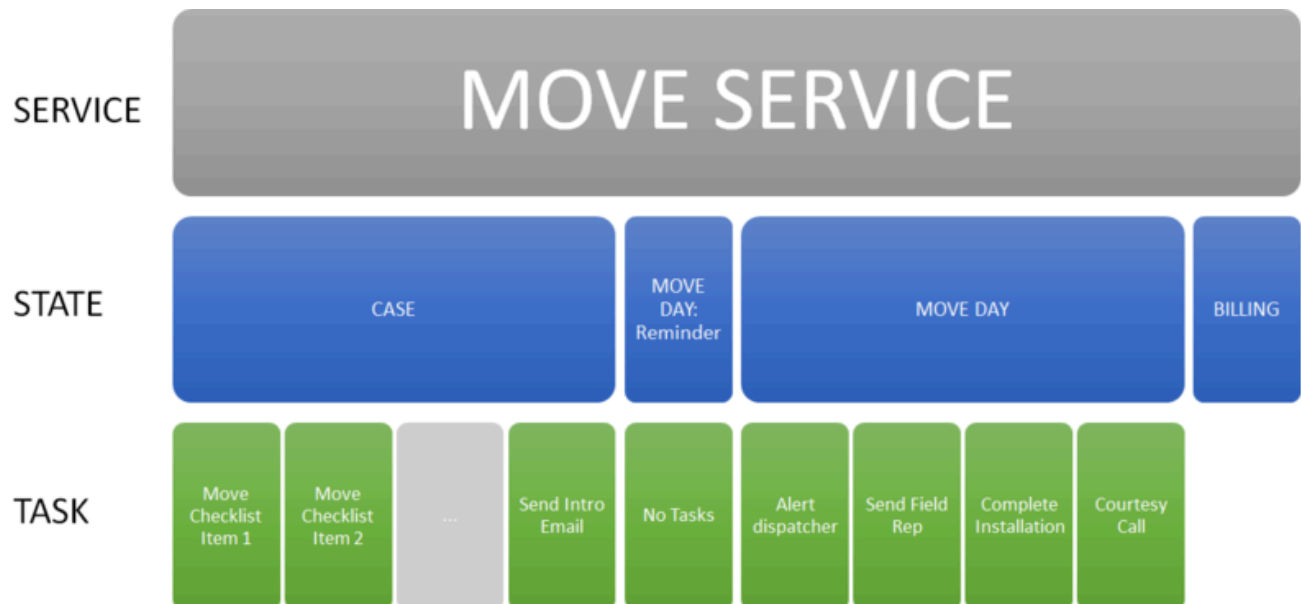 SERVICE
MOVE SERVICE
STATE
CASE
MOVE
DAY:
Reminder
MOVE DAY
BILLING
TASK
Move
Checklist
Item 1
Move
Checklist
Item 2
...
Send Intro
Email
No Tasks
Alert
dispatcher
Send Field
Rep
Complete
Installation
Courtesy
Call